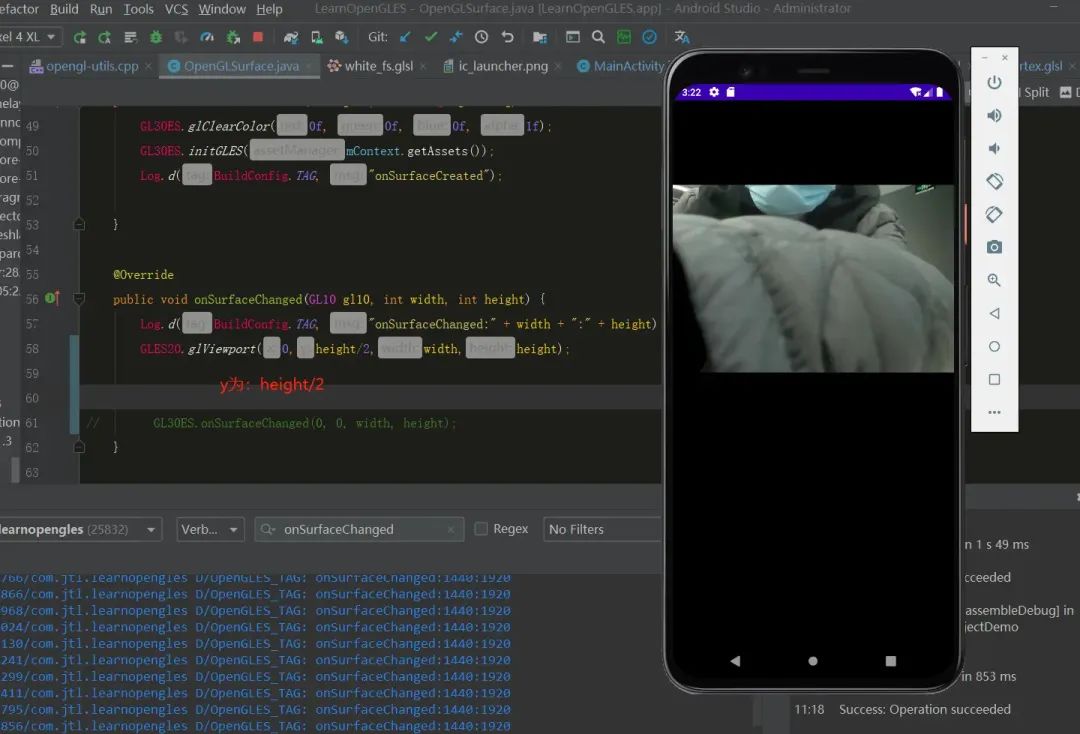 efactor Build Run Tools VCS Window Help LearnOpenGLES - OpenGLSurface.java [LearnOpenGLES.app] - Android Studio - Administrator
el 4 XL Git:
opengl-utils.cpp OpenGLSurface.java white_fs.glsl ic_launcher.png MainActivity rtex.glsl
Split
49 GL30ES.glClearColor(red: 0f, green: 0f, blue: 0f, alpha: 1f);
50 GL30ES.initGLES(assetManager: mContext.getAssets());
51 Log.d(tag: BuildConfig.TAG, msg: "onSurfaceCreated");
52
53 }
54
55 @Override
56 public void onSurfaceChanged(GL10 gl10, int width, int height) {
57 Log.d(tag: BuildConfig.TAG, msg: "onSurfaceChanged:" + width + ":" + height)
58 GLES20.glViewport(x: 0, y: height/2, width: width, height: height);
59
y为: height/2
60
61 // GL30ES.onSurfaceChanged(0, 0, width, height);
62 }
63
3:22
learnopengles (25832) Verb... onSurfaceChanged Regex No Filters
766/com.jtl.learnopengles D/OpenGLES_TAG: onSurfaceChanged:1440:1920
866/com.jtl.learnopengles D/OpenGLES_TAG: onSurfaceChanged:1440:1920
968/com.jtl.learnopengles D/OpenGLES_TAG: onSurfaceChanged:1440:1920
024/com.jtl.learnopengles D/OpenGLES_TAG: onSurfaceChanged:1440:1920
130/com.jtl.learnopengles D/OpenGLES_TAG: onSurfaceChanged:1440:1920
241/com.jtl.learnopengles D/OpenGLES_TAG: onSurfaceChanged:1440:1920
299/com.jtl.learnopengles D/OpenGLES_TAG: onSurfaceChanged:1440:1920
411/com.jtl.learnopengles D/OpenGLES_TAG: onSurfaceChanged:1440:1920
795/com.jtl.learnopengles D/OpenGLES_TAG: onSurfaceChanged:1440:1920
856/com.jtl.learnopengles D/OpenGLES_TAG: onSurfaceChanged:1440:1920
n 1 s 49 ms
cceeded
assembleDebug] in
jectDemo
in 853 ms
11:18 Success: Operation succeeded